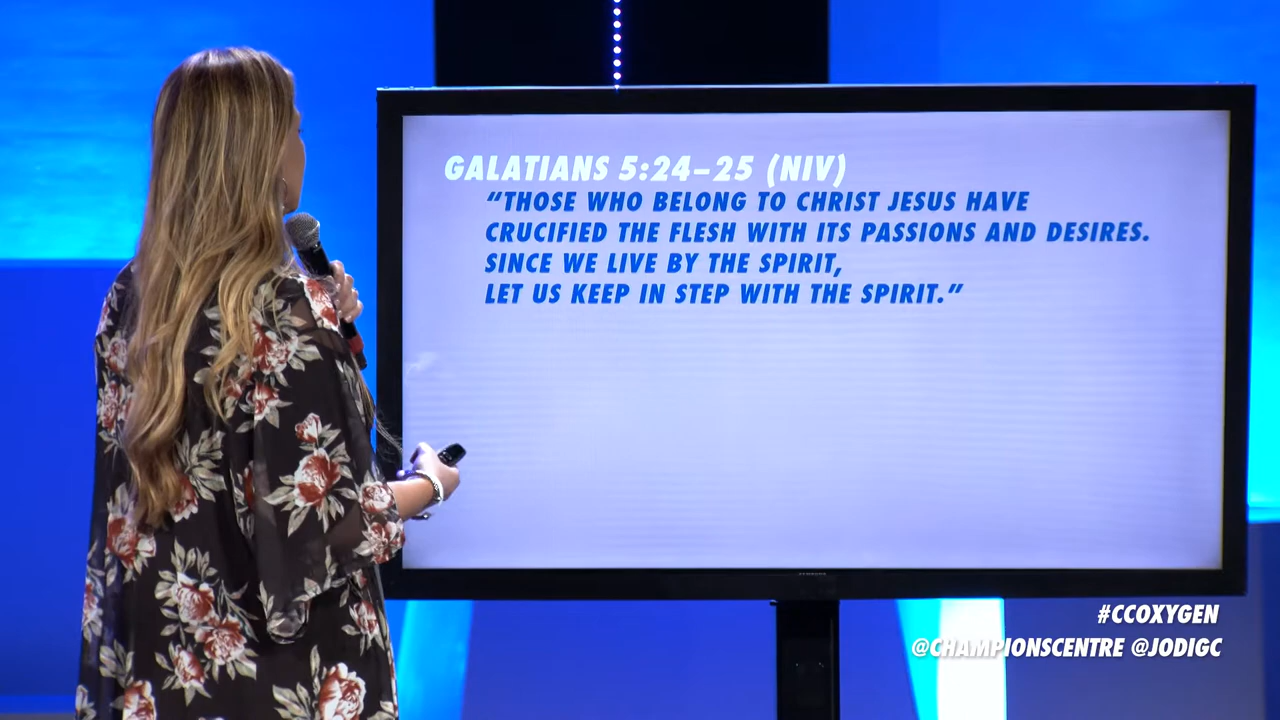 GALATIANS 5:24–25 (NIV)
“THOSE WHO BELONG TO CHRIST JESUS HAVE
CRUCIFIED THE FLESH WITH ITS PASSIONS AND DESIRES.
SINCE WE LIVE BY THE SPIRIT,
LET US KEEP IN STEP WITH THE SPIRIT.”
#CCOXYGEN
@CHAMPIONSCENTRE @JODIGC